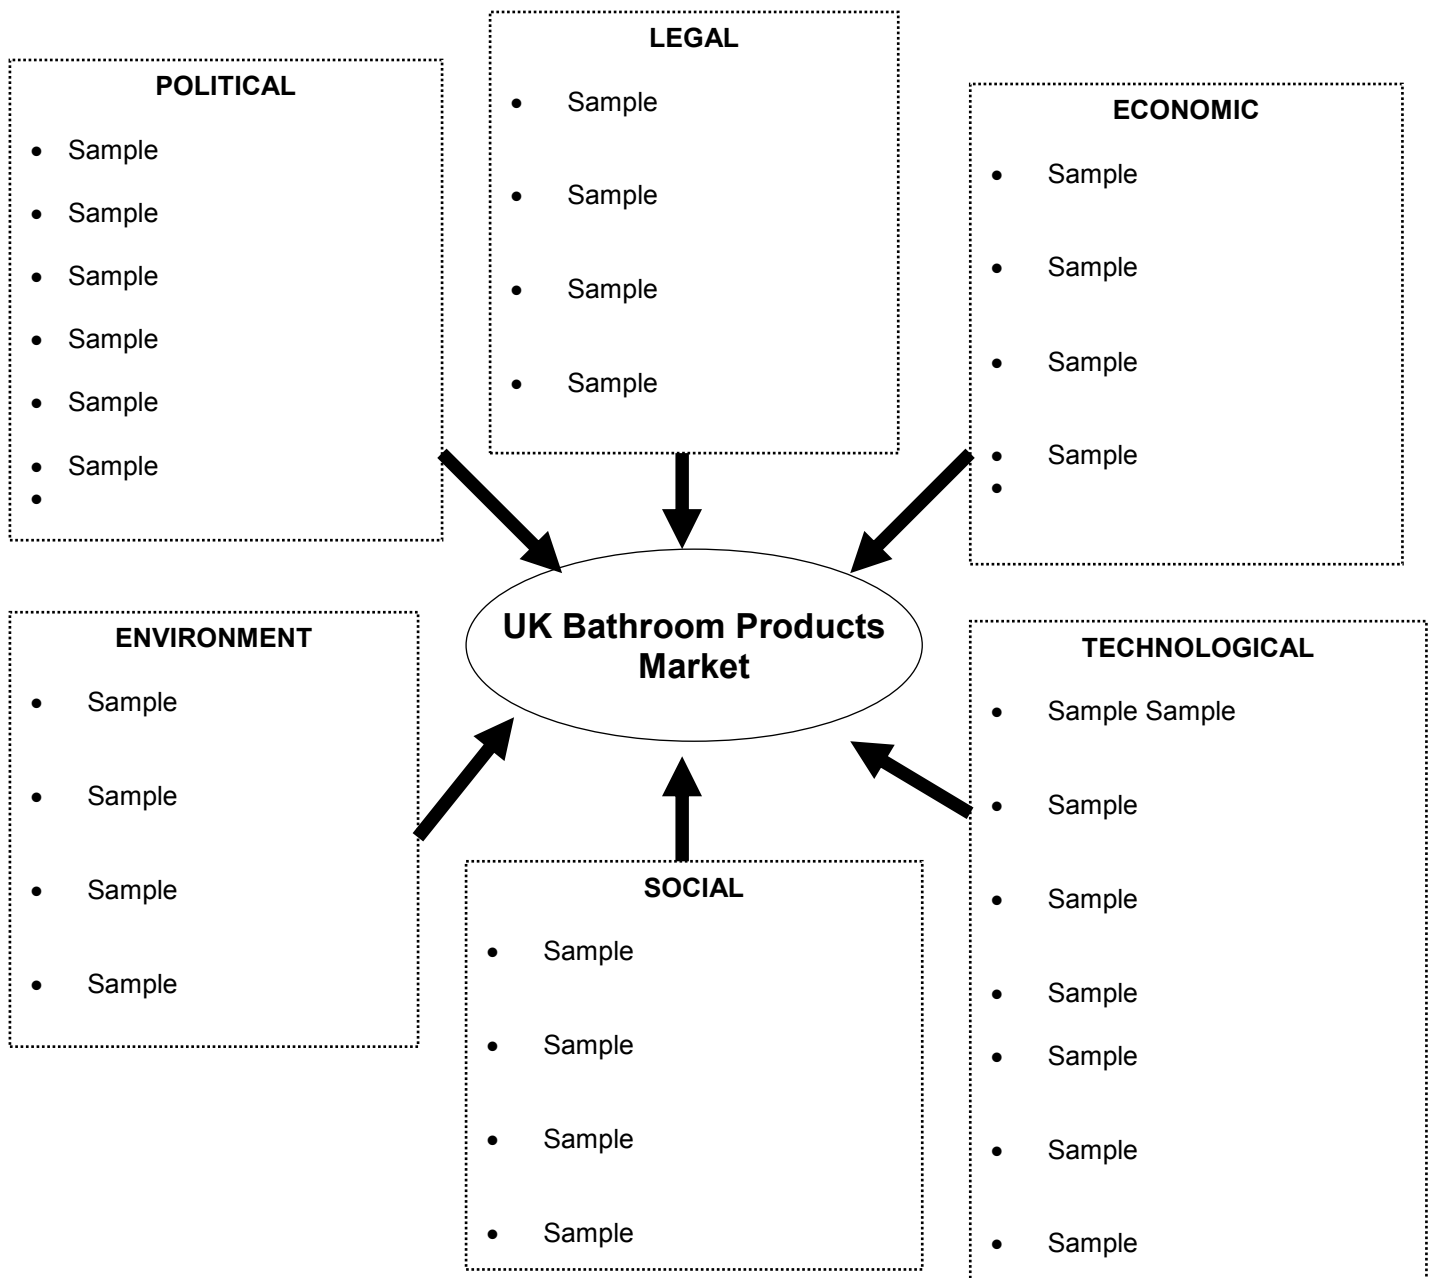 LEGAL
• Sample
• Sample
• Sample
• Sample
POLITICAL
• Sample
• Sample
• Sample
• Sample
• Sample
• Sample
•
ECONOMIC
• Sample
• Sample
• Sample
• Sample
•
UK Bathroom Products
Market
ENVIRONMENT
• Sample
• Sample
• Sample
• Sample
TECHNOLOGICAL
• Sample Sample
• Sample
• Sample
• Sample
• Sample
• Sample
• Sample
SOCIAL
• Sample
• Sample
• Sample
• Sample